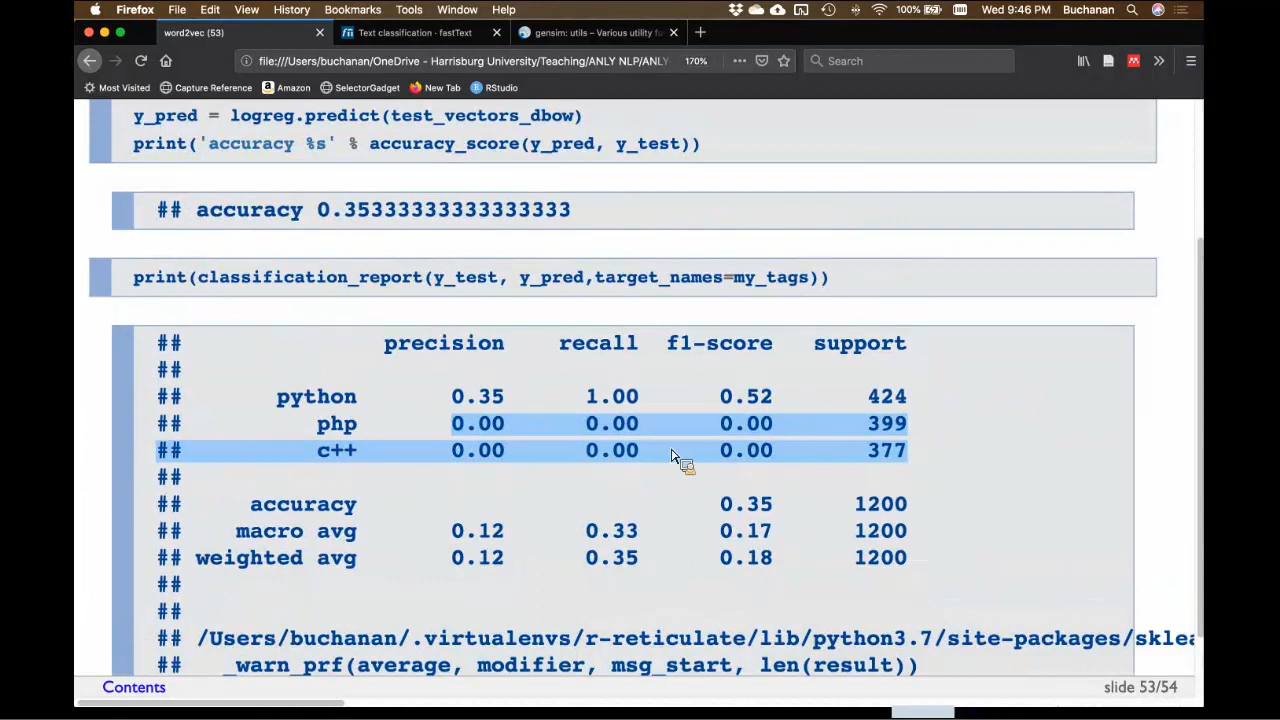 Firefox File Edit View History Bookmarks Tools Window Help 100% Wed 9:46 PM Buchanan
word2vec (53) Text classification · fastText gensim: utils – Various utility fu
file:///Users/buchanan/OneDrive - Harrisburg University/Teaching/ANLY NLP/ANLY- 170% Search
Most Visited Capture Reference Amazon SelectorGadget New Tab RStudio
y_pred = logreg.predict(test_vectors_dbow)
print('accuracy %s' % accuracy_score(y_pred, y_test))
## accuracy 0.35333333333333333
print(classification_report(y_test, y_pred,target_names=my_tags))
## precision recall f1-score support
##
## python 0.35 1.00 0.52 424
## php 0.00 0.00 0.00 399
## c++ 0.00 0.00 0.00 377
##
## accuracy 0.35 1200
## macro avg 0.12 0.33 0.17 1200
## weighted avg 0.12 0.35 0.18 1200
##
##
## /Users/buchanan/.virtualenvs/r-reticulate/lib/python3.7/site-packages/sklea
## _warn_prf(average, modifier, msg_start, len(result))
Contents slide 53/54